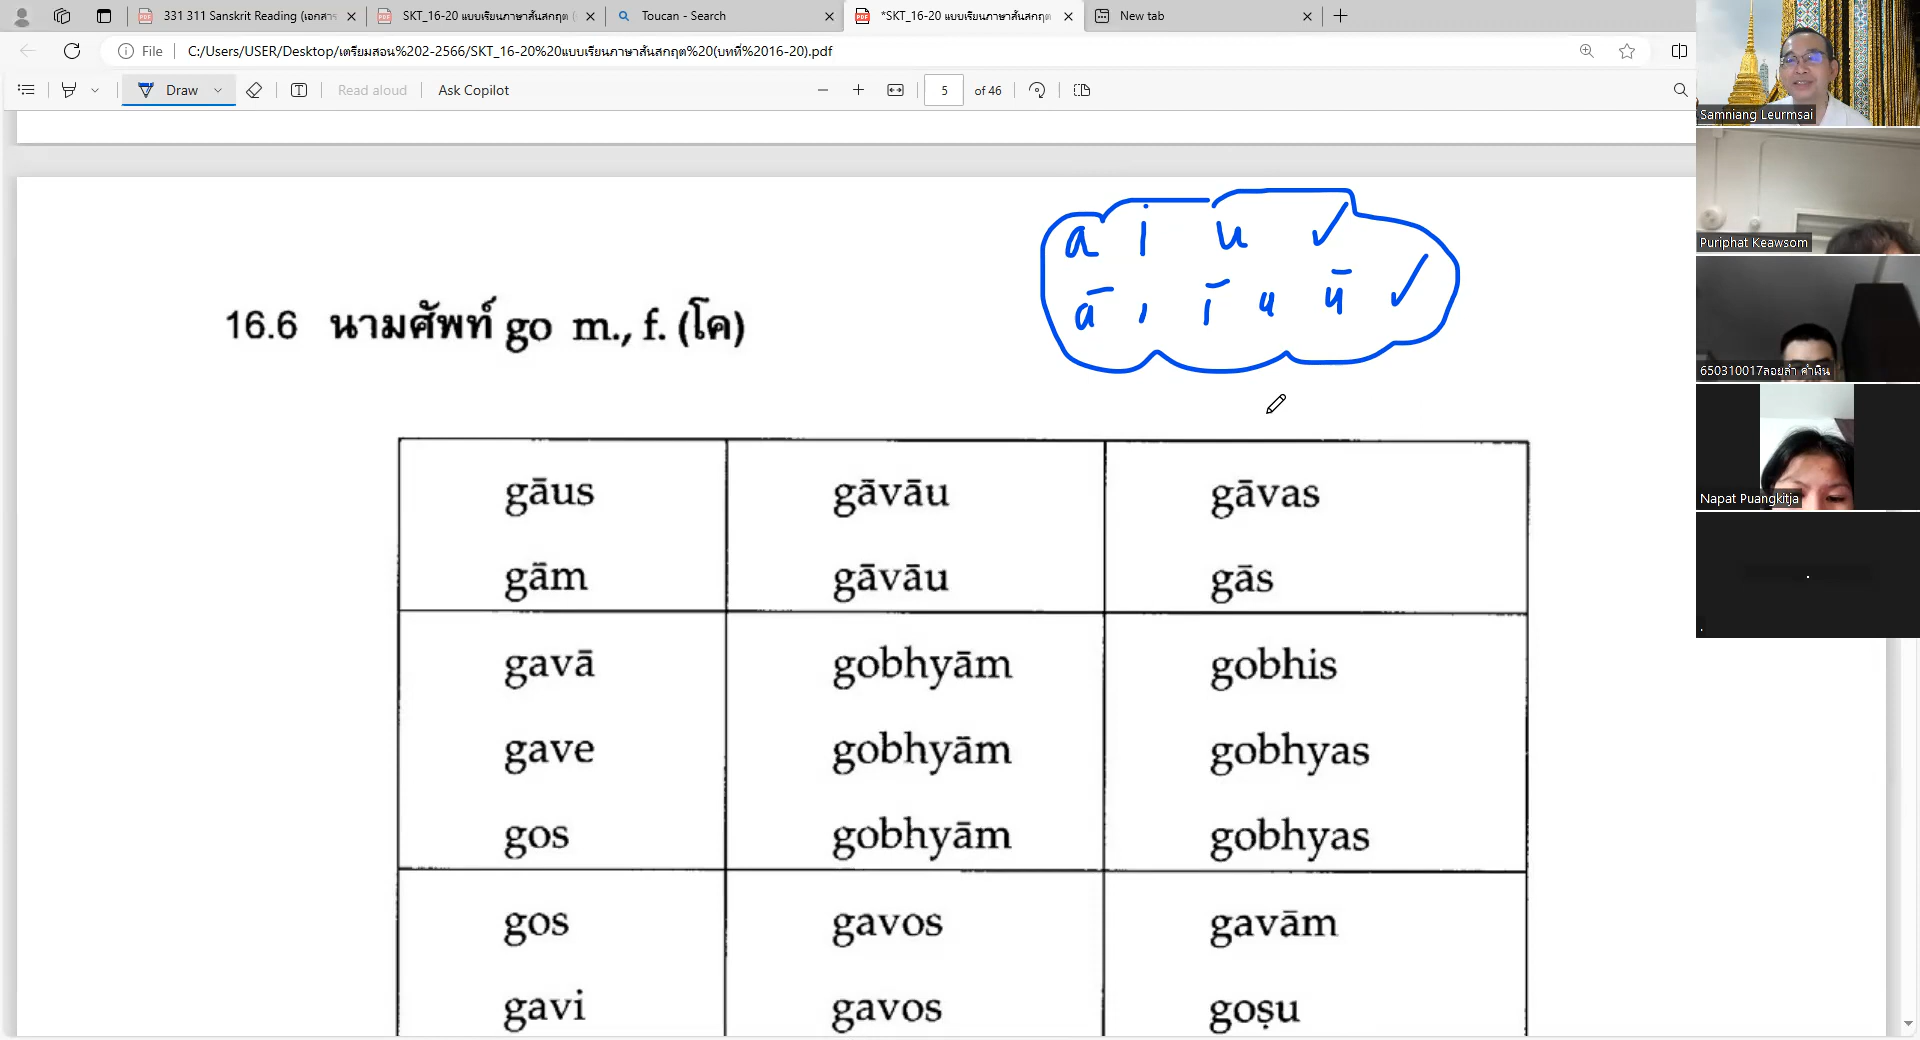 331 311 Sanskrit Reading (เอกสาร
SKT_16-20 แบบเรียนภาษาสันสกฤต (
Toucan - Search
*SKT_16-20 แบบเรียนภาษาสันสกฤต
New tab
File
C:/Users/USER/Desktop/เตรียมสอน%202-2566/SKT_16-20%20แบบเรียนภาษาสันสกฤต%20(บทที่%2016-20).pdf
Draw
Read aloud
Ask Copilot
5 of 46
a i u ✓
ā ī ū ✓
16.6 นามศัพท์ go m., f. (โค)
gāus gāvāu gāvas
gām gāvāu gās
gavā gobhyām gobhis
gave gobhyām gobhyas
gos gobhyām gobhyas
gos gavos gavām
gavi gavos goṣu
Samniang Leurmsai
Puriphat Keawsom
650310017ลอยลำ คำผิน
Napat Puangkitja